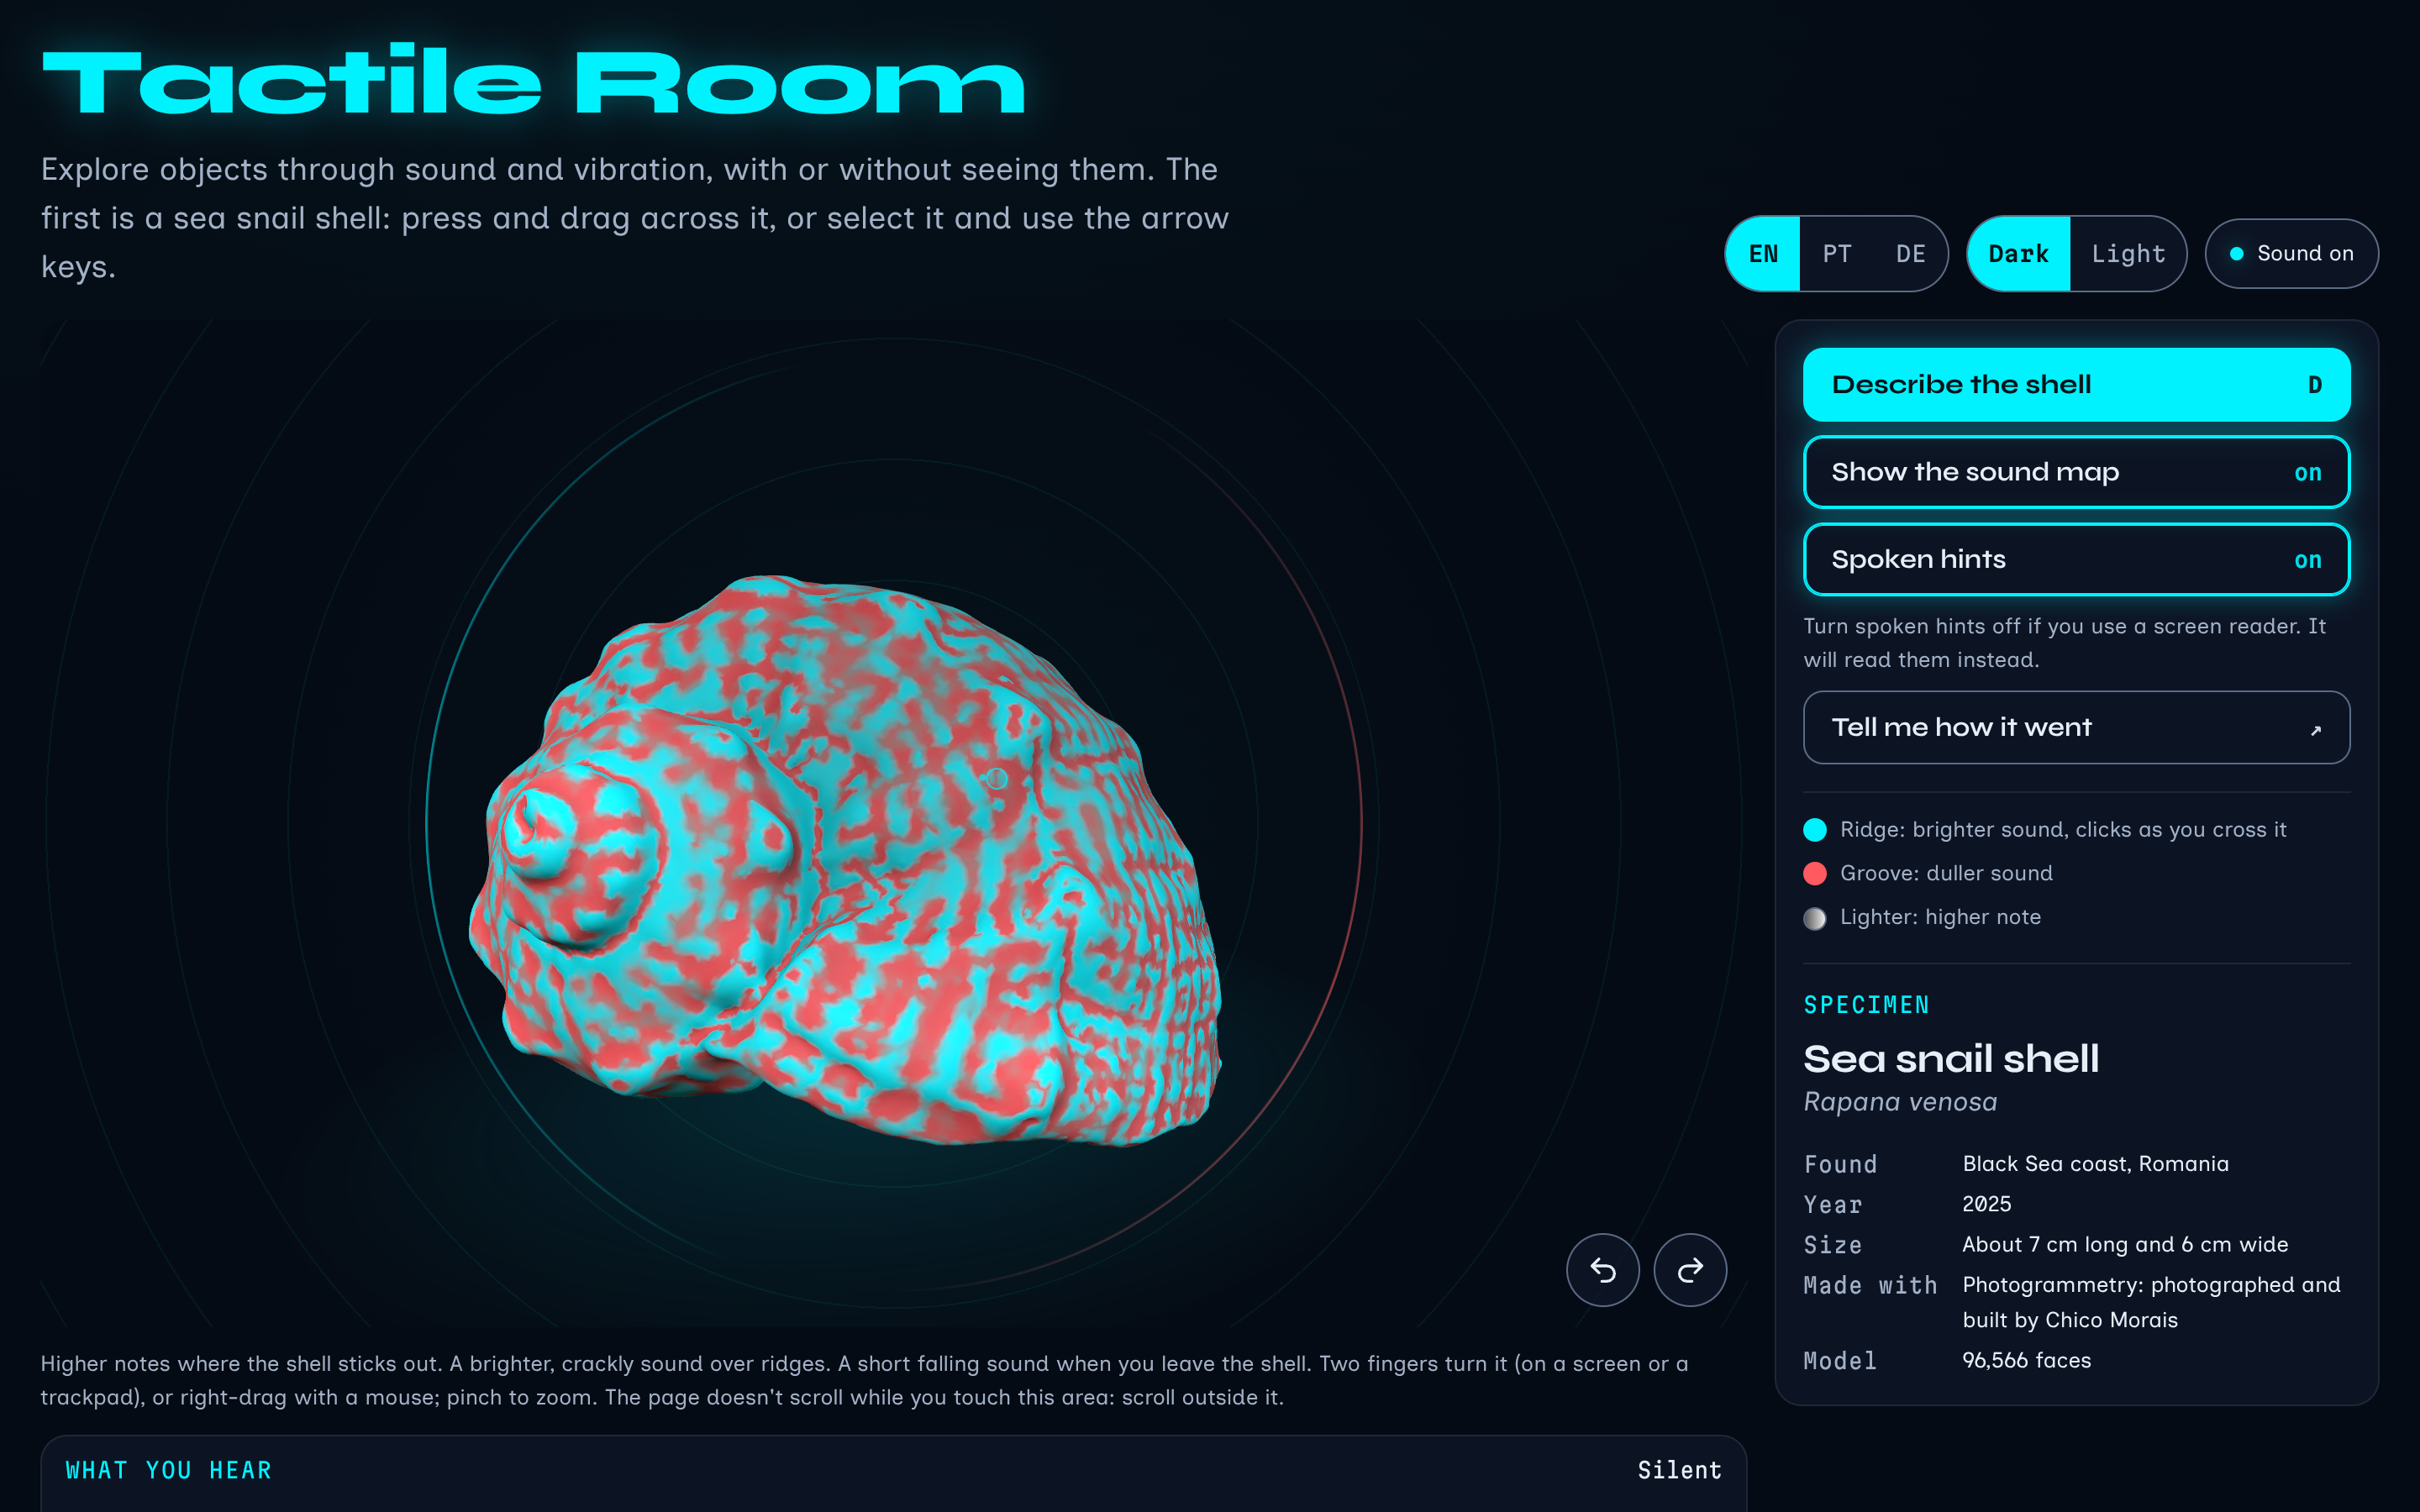 Tactile Room
Explore objects through sound and vibration, with or without seeing them. The
first is a sea snail shell: press and drag across it, or select it and use the arrow
keys.
EN PT DE Dark Light Sound on
Describe the shell D
Show the sound map on
Spoken hints on
Turn spoken hints off if you use a screen reader. It
will read them instead.
Tell me how it went ↗
Ridge: brighter sound, clicks as you cross it
Groove: duller sound
Lighter: higher note
SPECIMEN
Sea snail shell
Rapana venosa
Found Black Sea coast, Romania
Year 2025
Size About 7 cm long and 6 cm wide
Made with Photogrammetry: photographed and
built by Chico Morais
Model 96,566 faces
Higher notes where the shell sticks out. A brighter, crackly sound over ridges. A short falling sound when you leave the shell. Two fingers turn it (on a screen or a
trackpad), or right-drag with a mouse; pinch to zoom. The page doesn't scroll while you touch this area: scroll outside it.
WHAT YOU HEAR Silent